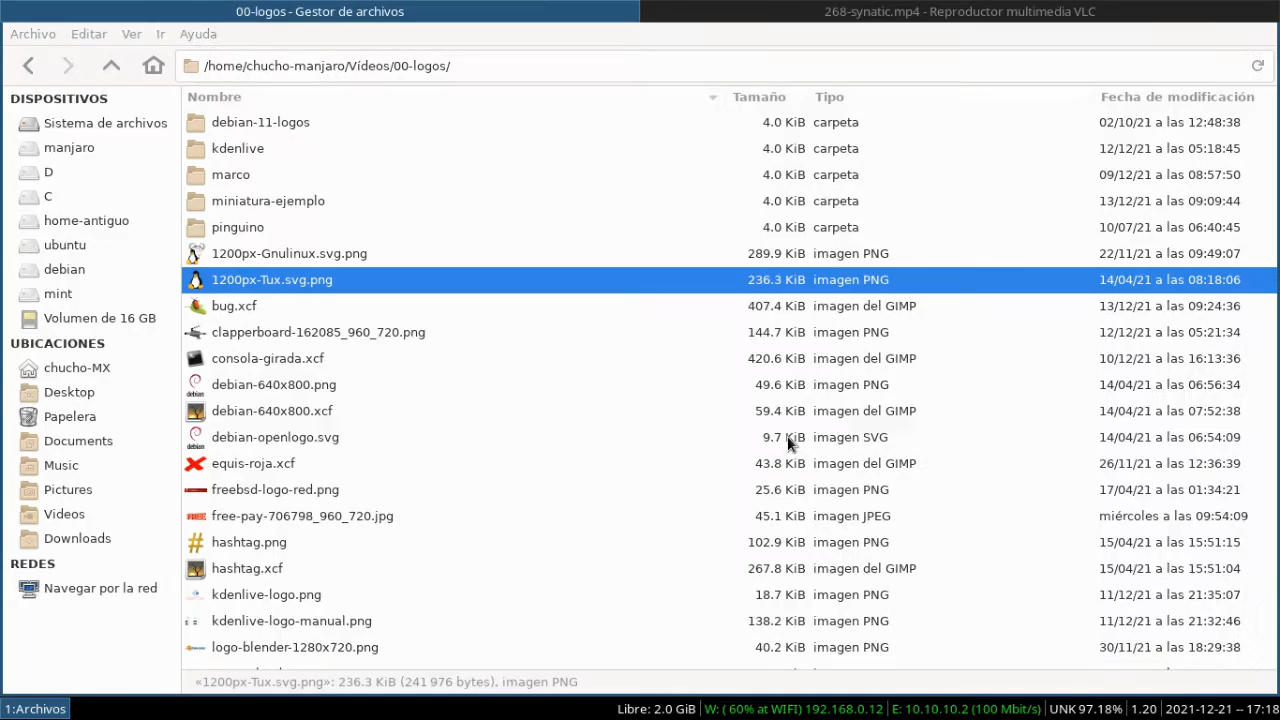 00-logos - Gestor de archivos 268-synatic.mp4 - Reproductor multimedia VLC
Archivo Editar Ver Ir Ayuda
/home/chucho-manjaro/Vídeos/00-logos/
DISPOSITIVOS
Sistema de archivos
manjaro
D
C
home-antiguo
ubuntu
debian
mint
Volumen de 16 GB
UBICACIONES
chucho-MX
Desktop
Papelera
Documents
Music
Pictures
Videos
Downloads
REDES
Navegar por la red
Nombre Tamaño Tipo Fecha de modificación
debian-11-logos 4.0 KiB carpeta 02/10/21 a las 12:48:38
kdenlive 4.0 KiB carpeta 12/12/21 a las 05:18:45
marco 4.0 KiB carpeta 09/12/21 a las 08:57:50
miniatura-ejemplo 4.0 KiB carpeta 13/12/21 a las 09:09:44
pinguino 4.0 KiB carpeta 10/07/21 a las 06:40:45
1200px-Gnulinux.svg.png 289.9 KiB imagen PNG 22/11/21 a las 09:49:07
1200px-Tux.svg.png 236.3 KiB imagen PNG 14/04/21 a las 08:18:06
bug.xcf 407.4 KiB imagen del GIMP 13/12/21 a las 09:24:36
clapperboard-162085_960_720.png 144.7 KiB imagen PNG 12/12/21 a las 05:21:34
consola-girada.xcf 420.6 KiB imagen del GIMP 10/12/21 a las 16:13:36
debian-640x800.png 49.6 KiB imagen PNG 14/04/21 a las 06:56:34
debian-640x800.xcf 59.4 KiB imagen del GIMP 14/04/21 a las 07:52:38
debian-openlogo.svg 9.7 KiB imagen SVG 14/04/21 a las 06:54:09
equis-roja.xcf 43.8 KiB imagen del GIMP 26/11/21 a las 12:36:39
freebsd-logo-red.png 25.6 KiB imagen PNG 17/04/21 a las 01:34:21
free-pay-706798_960_720.jpg 45.1 KiB imagen JPEG miércoles a las 09:54:09
hashtag.png 102.9 KiB imagen PNG 15/04/21 a las 15:51:15
hashtag.xcf 267.8 KiB imagen del GIMP 15/04/21 a las 15:51:04
kdenlive-logo.png 18.7 KiB imagen PNG 11/12/21 a las 21:35:07
kdenlive-logo-manual.png 138.2 KiB imagen PNG 11/12/21 a las 21:32:46
logo-blender-1280x720.png 40.2 KiB imagen PNG 30/11/21 a las 18:29:38
«1200px-Tux.svg.png»: 236.3 KiB (241 976 bytes), imagen PNG
1:Archivos Libre: 2.0 GiB W: ( 60% at WIFI) 192.168.0.12 E: 10.10.10.2 (100 Mbit/s) UNK 97.18% 1.20 2021-12-21 -- 17:18